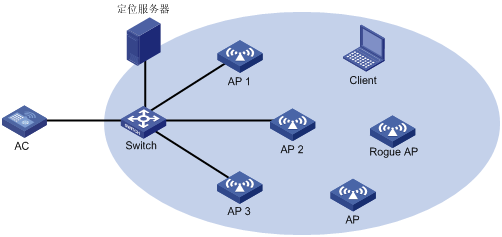 定位服务器
AP 1
Client
AC
Switch
AP 2
Rogue AP
AP 3
AP